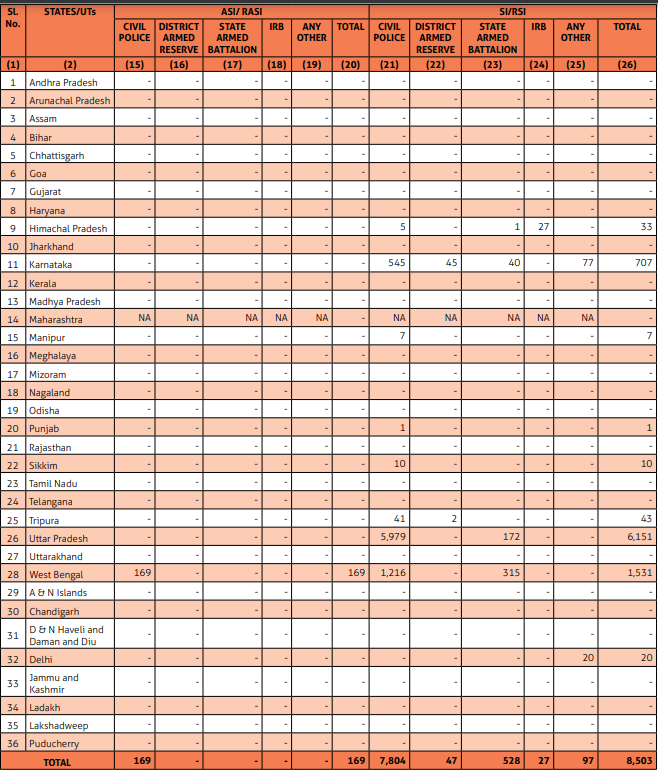 SL. No. STATES/UTs ASI/ RASI SI/RSI
CIVIL POLICE DISTRICT ARMED RESERVE STATE ARMED BATTALION IRB ANY OTHER TOTAL CIVIL POLICE DISTRICT ARMED RESERVE STATE ARMED BATTALION IRB ANY OTHER TOTAL
(1) (2) (15) (16) (17) (18) (19) (20) (21) (22) (23) (24) (25) (26)
1 Andhra Pradesh - - - - - - - - - - - -
2 Arunachal Pradesh - - - - - - - - - - - -
3 Assam - - - - - - - - - - - -
4 Bihar - - - - - - - - - - - -
5 Chhattisgarh - - - - - - - - - - - -
6 Goa - - - - - - - - - - - -
7 Gujarat - - - - - - - - - - - -
8 Haryana - - - - - - - - - - - -
9 Himachal Pradesh - - - - - - 5 - 1 27 - 33
10 Jharkhand - - - - - - - - - - - -
11 Karnataka - - - - - - 545 45 40 - 77 707
12 Kerala - - - - - - - - - - - -
13 Madhya Pradesh - - - - - - - - - - - -
14 Maharashtra NA NA NA NA NA - NA NA NA NA NA -
15 Manipur - - - - - - 7 - - - - 7
16 Meghalaya - - - - - - - - - - - -
17 Mizoram - - - - - - - - - - - -
18 Nagaland - - - - - - - - - - - -
19 Odisha - - - - - - - - - - - -
20 Punjab - - - - - - 1 - - - - 1
21 Rajasthan - - - - - - - - - - - -
22 Sikkim - - - - - - 10 - - - - 10
23 Tamil Nadu - - - - - - - - - - - -
24 Telangana - - - - - - - - - - - -
25 Tripura - - - - - - 41 2 - - - 43
26 Uttar Pradesh - - - - - - 5,979 - 172 - - 6,151
27 Uttarakhand - - - - - - - - - - - -
28 West Bengal 169 - - - - 169 1,216 - 315 - - 1,531
29 A & N Islands - - - - - - - - - - - -
30 Chandigarh - - - - - - - - - - - -
31 D & N Haveli and Daman and Diu - - - - - - - - - - - -
32 Delhi - - - - - - - - - - 20 20
33 Jammu and Kashmir - - - - - - - - - - - -
34 Ladakh - - - - - - - - - - - -
35 Lakshadweep - - - - - - - - - - - -
36 Puducherry - - - - - - - - - - - -
TOTAL 169 - - - - 169 7,804 47 528 27 97 8,503